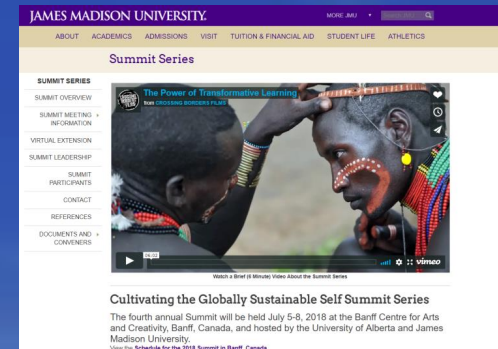 JAMES MADISON UNIVERSITY.
MORE JMU
ABOUT ACADEMICS ADMISSIONS VISIT TUITION & FINANCIAL AID STUDENT LIFE ATHLETICS
Summit Series
SUMMIT SERIES
SUMMIT OVERVIEW
SUMMIT MEETING +
INFORMATION
VIRTUAL EXTENSION
SUMMIT LEADERSHIP
SUMMIT
PARTICIPANTS
CONTACT
REFERENCES
DOCUMENTS AND +
CONVENERS
The Power of Transformative Learning
from CROSSING BORDERS FILMS
06:02
vimeo
Watch a Brief (6 Minute) Video About the Summit Series
Cultivating the Globally Sustainable Self Summit Series
The fourth annual Summit will be held July 5-8, 2018 at the Banff Centre for Arts
and Creativity, Banff, Canada, and hosted by the University of Alberta and James
Madison University.
View the Schedule for the 2018 Summit in Banff, Canada